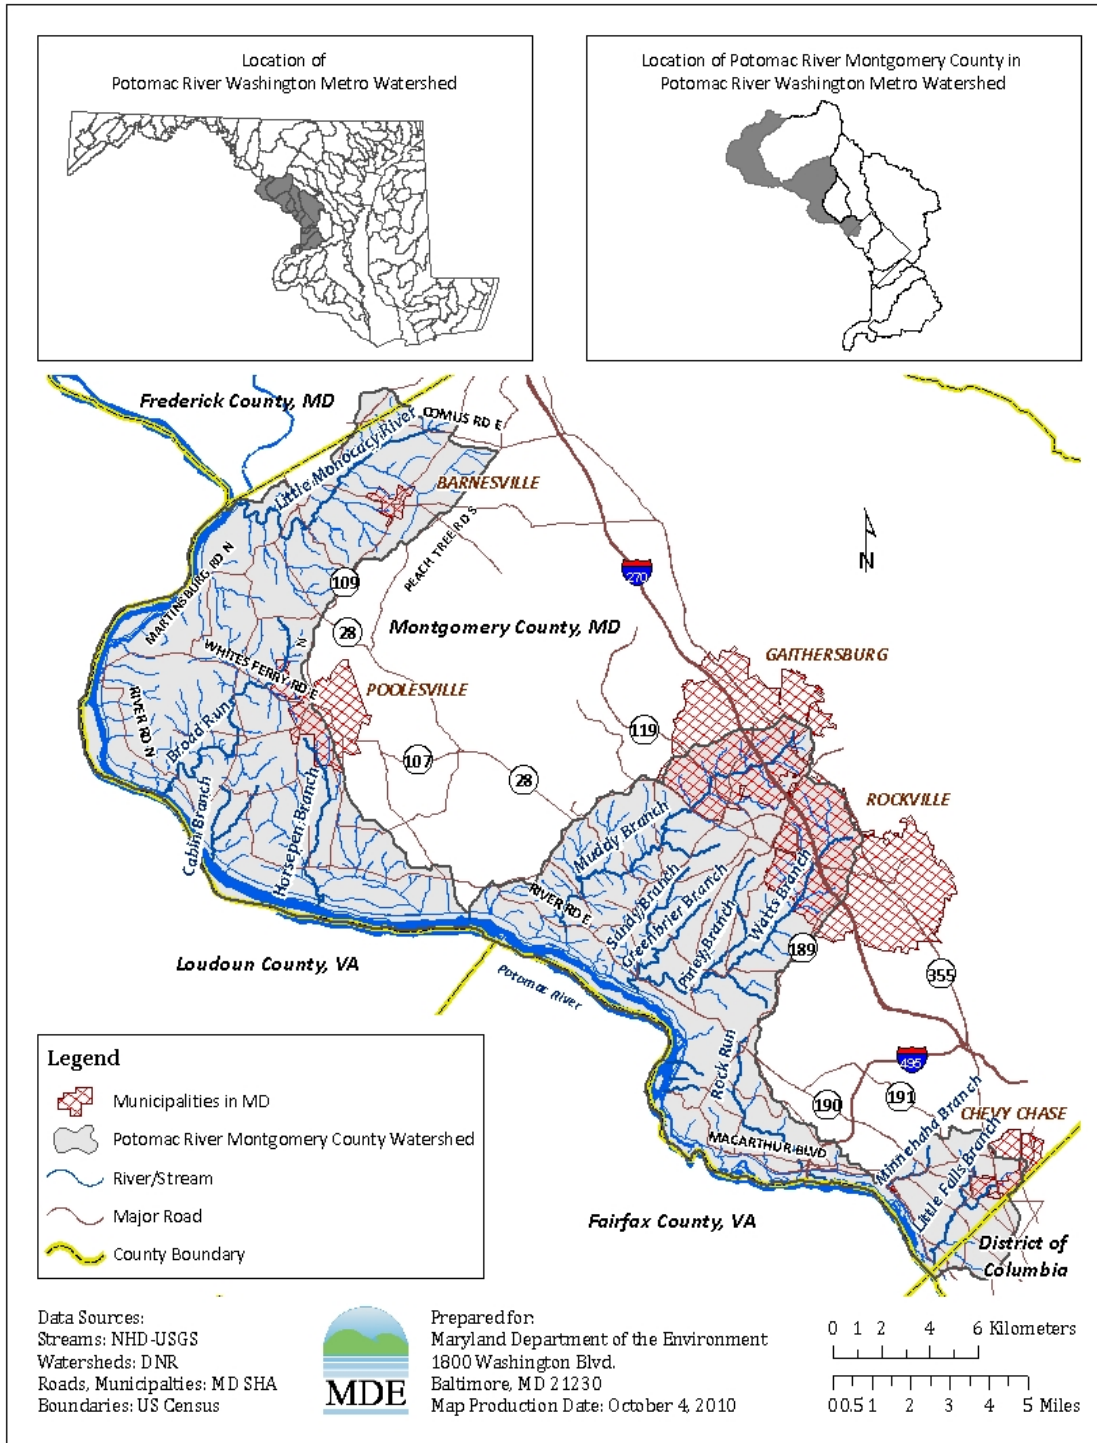 Location of
Potomac River Washington Metro Watershed
Location of Potomac River Montgomery County in
Potomac River Washington Metro Watershed
Frederick County, MD
COMUS RD E
Little Monocacy River
BARNESVILLE
PEACH TREE RD S
MARTINSBURG RD N
109
28
270
Montgomery County, MD
N
N
WHITES FERRY RD E
POOLESVILLE
GAITHERSBURG
RIVER RD N
Broad Run
119
107
28
ROCKVILLE
Cabin Branch
Horsepen Branch
Muddy Branch
RIVER RD E
Sandy Branch
Greenbrier Branch
Piney Branch
Watts Branch
189
355
Loudoun County, VA
Potomac River
Rock Run
495
190
191
CHEVY CHASE
MACARTHUR BLVD
Minnehaha Branch
Little Falls Branch
Fairfax County, VA
District of
Columbia
Legend
Municipalities in MD
Potomac River Montgomery County Watershed
River/Stream
Major Road
County Boundary
Data Sources:
Streams: NHD-USGS
Watersheds: DNR
Roads, Municipalties: MD SHA
Boundaries: US Census
MDE
Prepared for:
Maryland Department of the Environment
1800 Washington Blvd.
Baltimore, MD 21230
Map Production Date: October 4, 2010
0 1 2 4 6 Kilometers
0 0.5 1 2 3 4 5 Miles